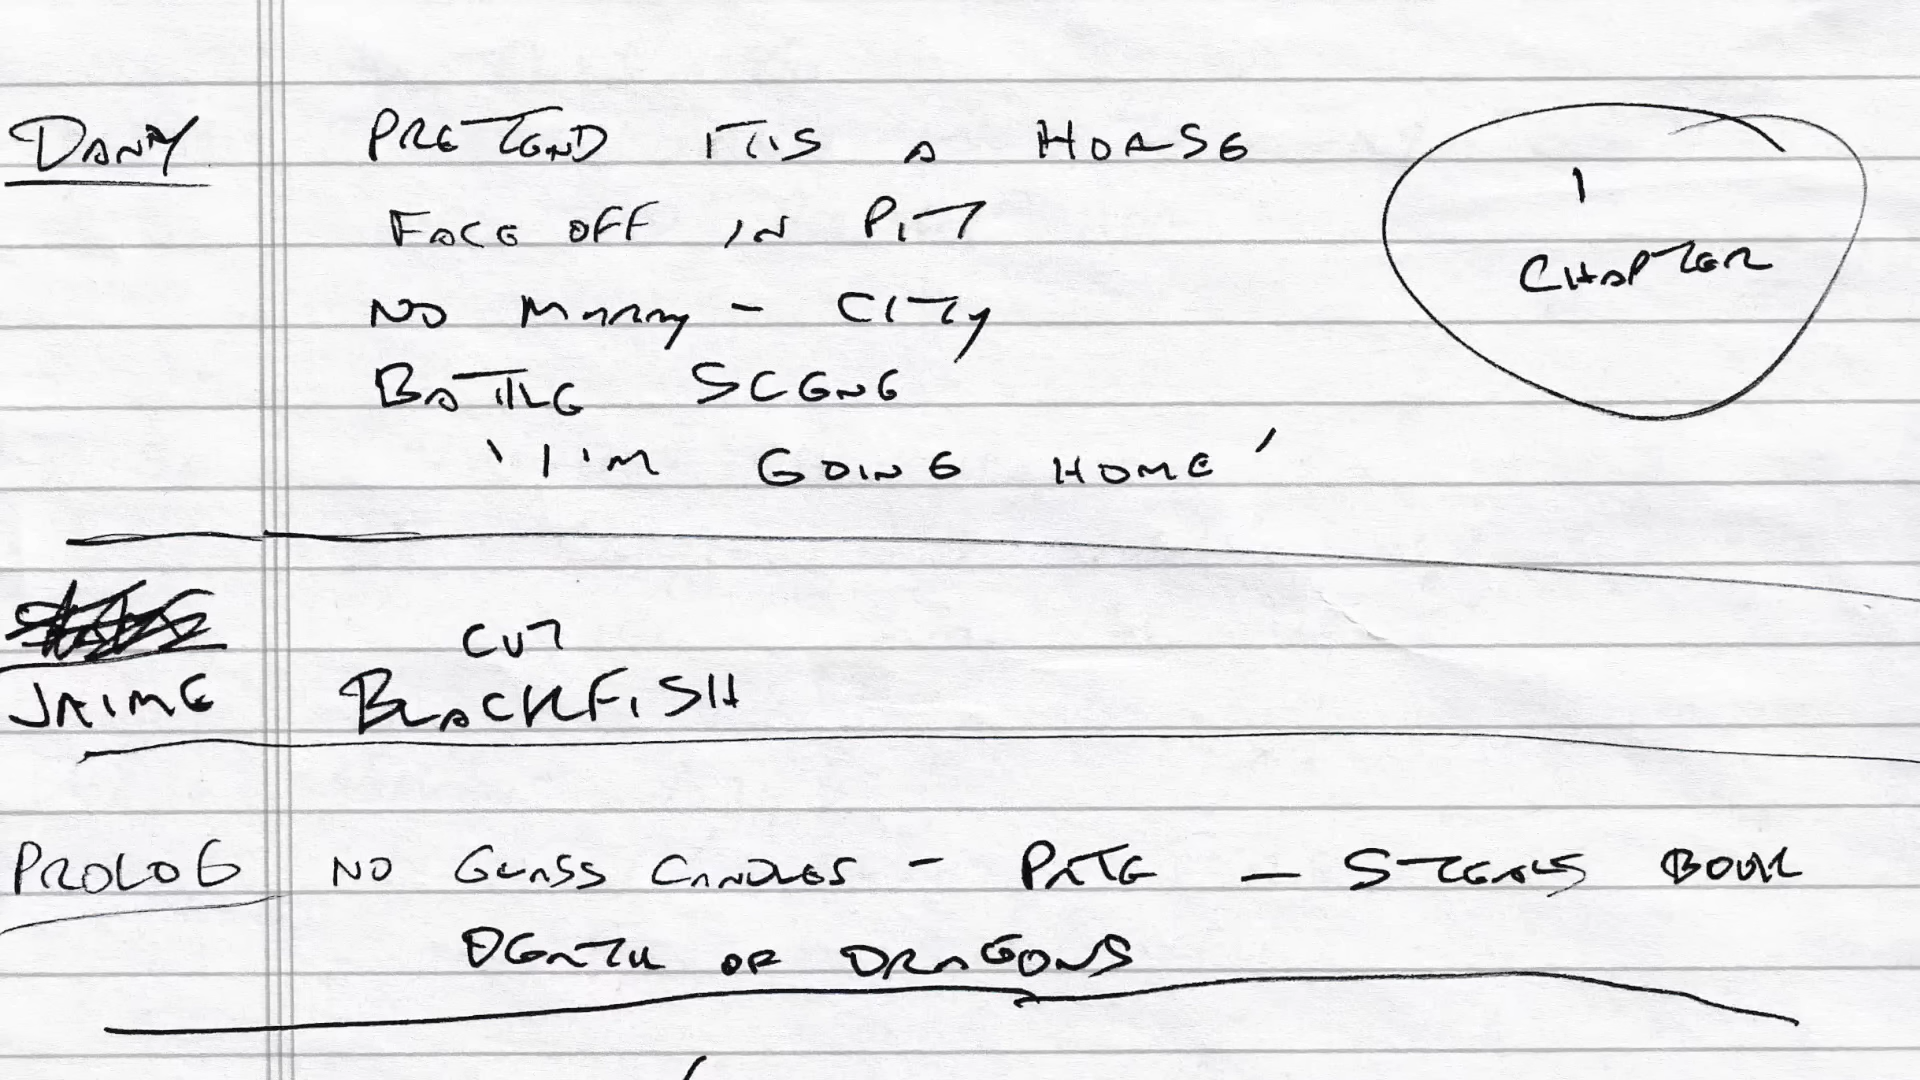 DANY PRETEND IT'S A HORSE
FACE OFF IN PIT
1
CHAPTER
NO MARRY - CITY
BATTLE SCENE
'I'M GOING HOME'
CUT
JAIME BLACKFISH
PROLOG NO GLASS CANDLES - PATE - STEALS BOOK
DEATH OF DRAGONS